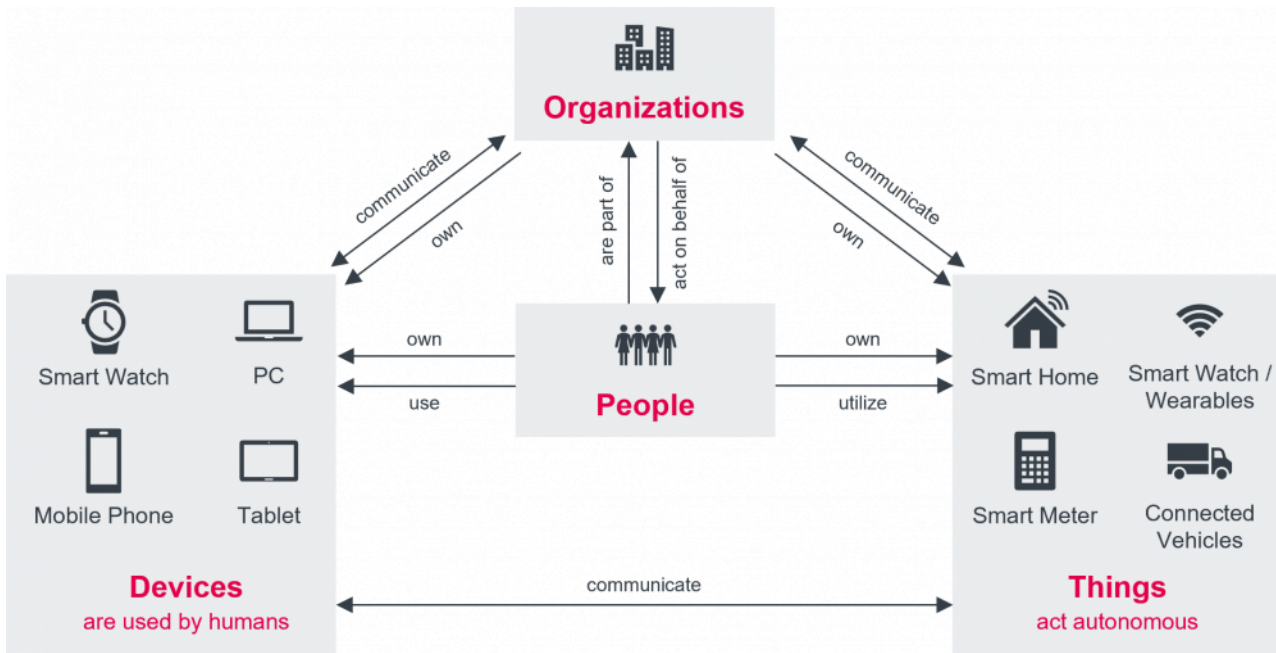 Organizations
communicate
own
are part of
act on behalf of
communicate
own
Smart Watch
PC
Mobile Phone
Tablet
Devices
are used by humans
own
use
People
own
utilize
Smart Home
Smart Watch /
Wearables
Smart Meter
Connected
Vehicles
Things
act autonomous
communicate